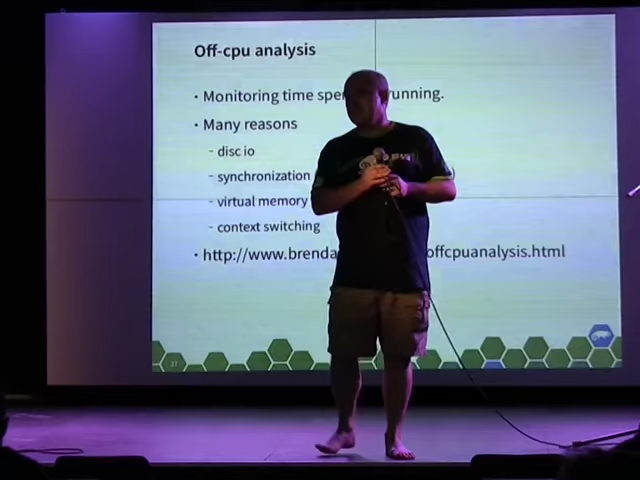 Off-cpu analysis
· Monitoring time spe running.
· Many reasons
- disc io
- synchronization
- virtual memory
- context switching
· http://www.brenda offcpuanalysis.html
37